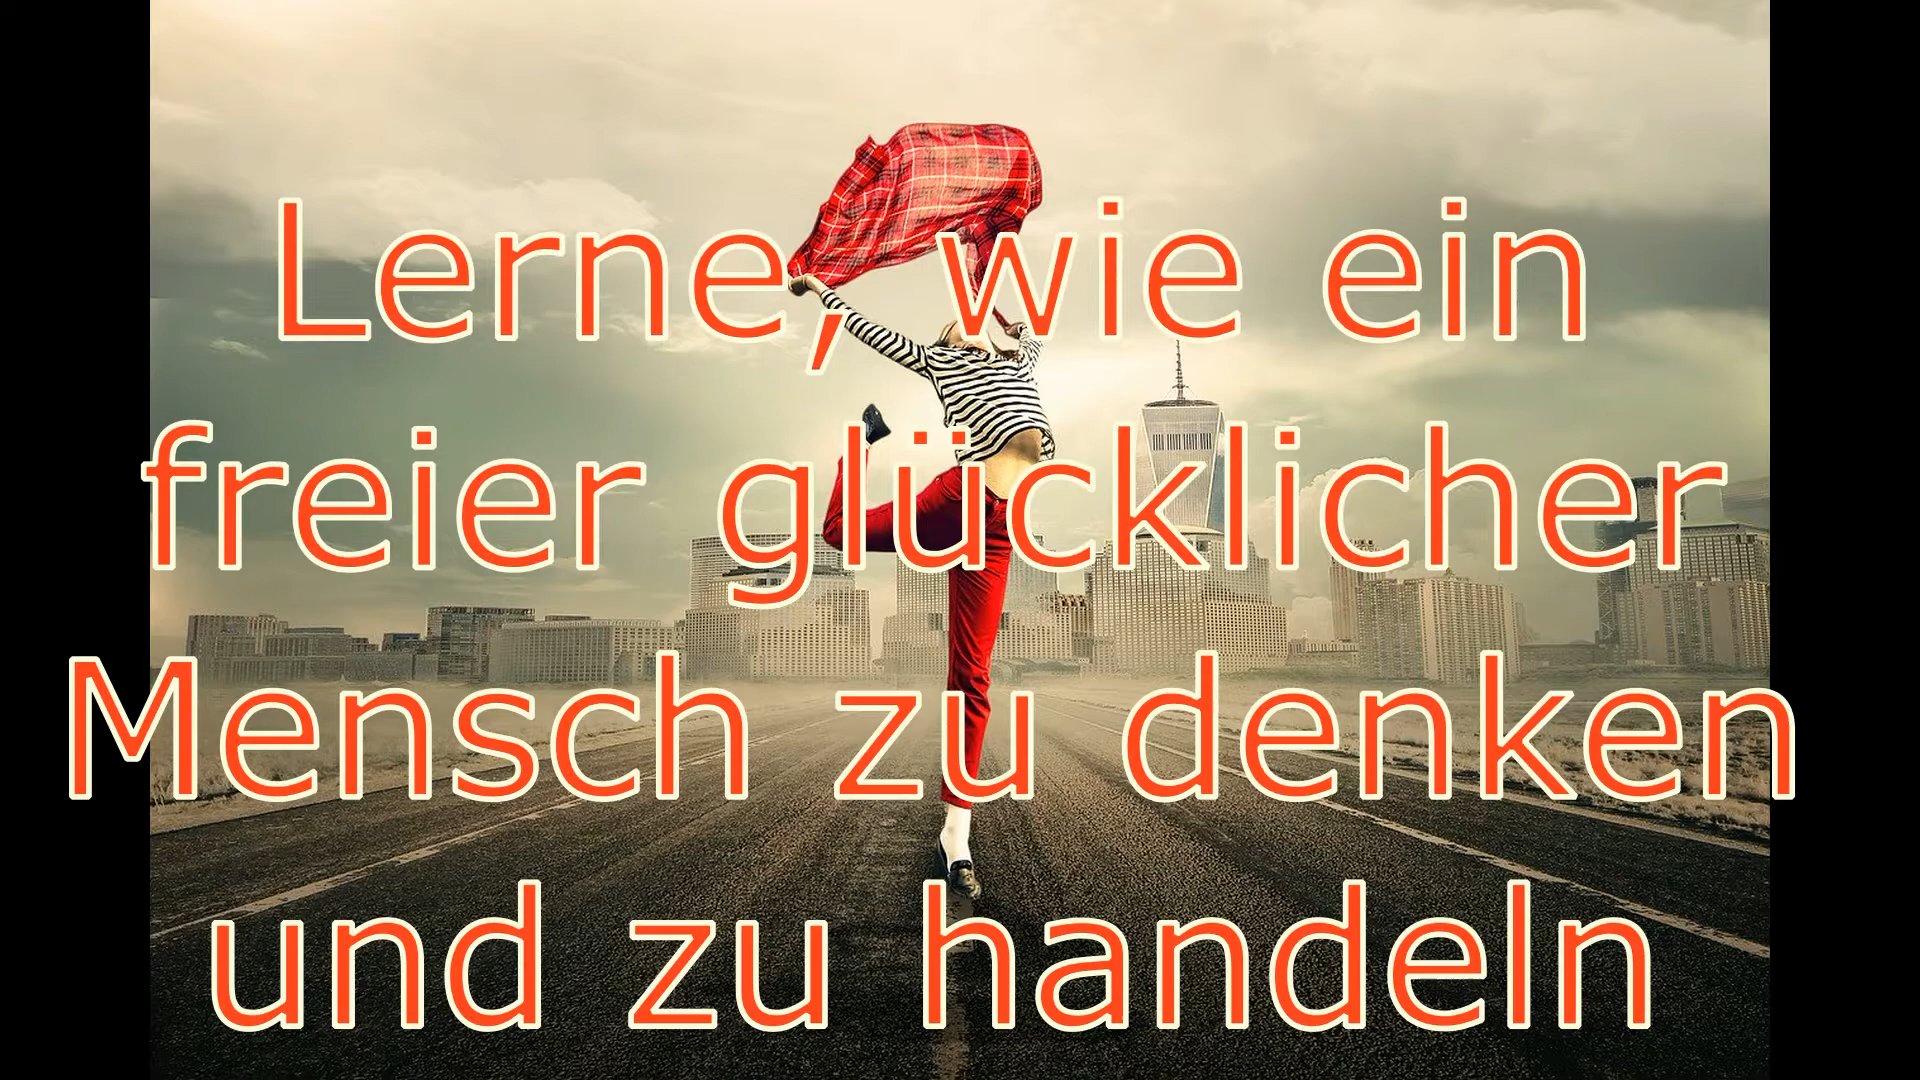 Lerne, wie ein
freier glücklicher
Mensch zu denken
und zu handeln